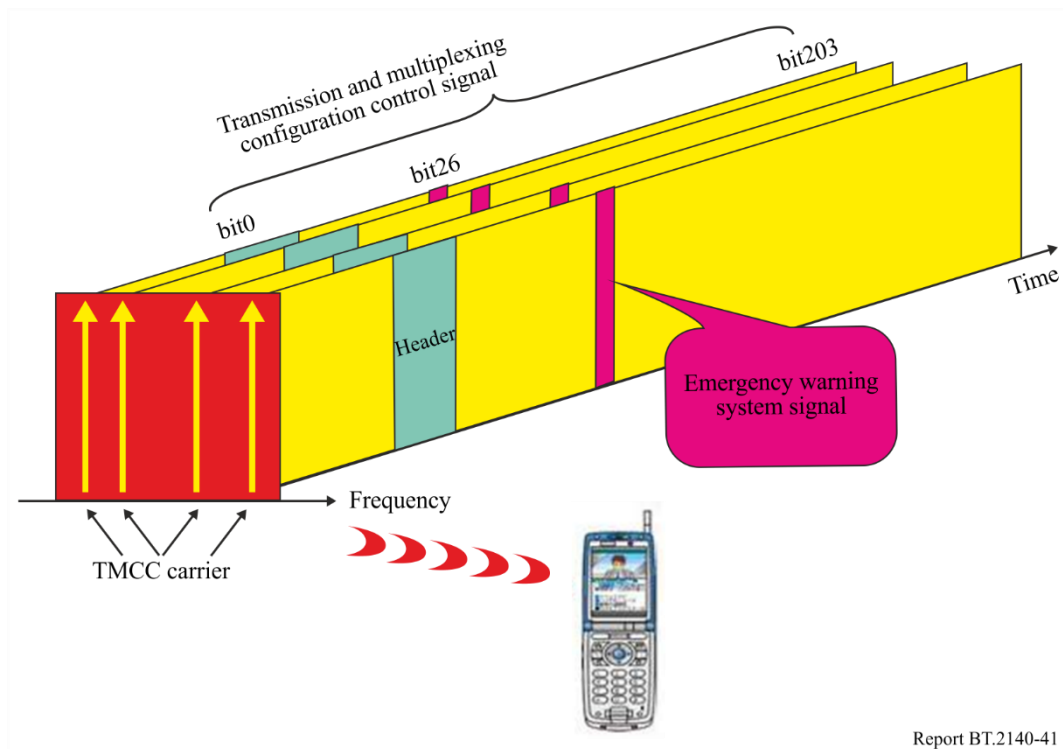 Transmission and multiplexing
configuration control signal
bit203
bit26
bit0
Time
Header
Emergency warning
system signal
Frequency
TMCC carrier
Report BT.2140-41